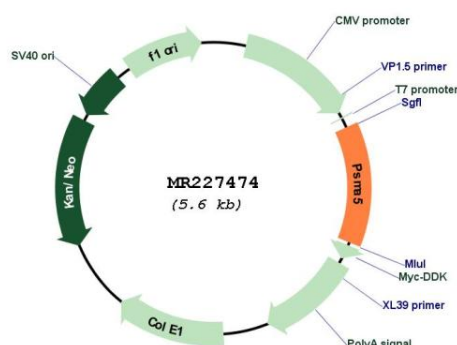 CMV promoter
SV40 ori
f1 ori
VP1.5 primer
T7 promoter
SgfI
Kan/Neo
MR227474
(5.6 kb)
Psma5
MluI
Myc-DDK
XL39 primer
Col E1
PolyA signal